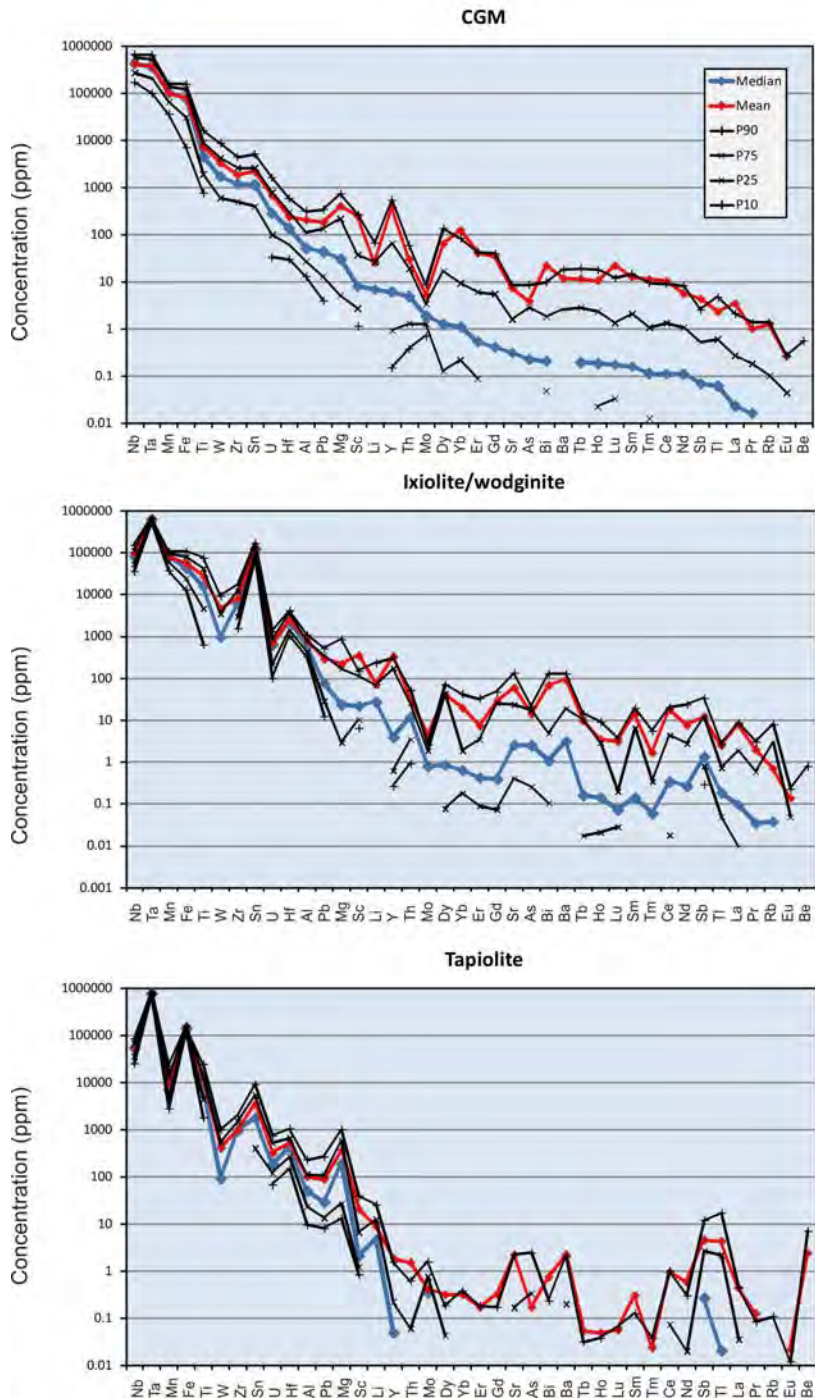 CGM
Concentration (ppm)
1000000
100000
10000
1000
100
10
1
0.1
0.01
Median
Mean
P90
P75
P25
P10
Nb Ta Mn Fe Ti W Zr Sn U Hf Al Pb Mg Sc Li Y Th Mo Dy Yb Er Gd Sr As Bi Ba Tb Ho Lu Sm Tm Ce Nd Sb Tl La Pr Rb Eu Be
Ixiolite/wodginite
Concentration (ppm)
1000000
100000
10000
1000
100
10
1
0.1
0.01
0.001
Nb Ta Mn Fe Ti W Zr Sn U Hf Al Pb Mg Sc Li Y Th Mo Dy Yb Er Gd Sr As Bi Ba Tb Ho Lu Sm Tm Ce Nd Sb Tl La Pr Rb Eu Be
Tapiolite
Concentration (ppm)
1000000
100000
10000
1000
100
10
1
0.1
0.01
Nb Ta Mn Fe Ti W Zr Sn U Hf Al Pb Mg Sc Li Y Th Mo Dy Yb Er Gd Sr As Bi Ba Tb Ho Lu Sm Tm Ce Nd Sb Tl La Pr Rb Eu Be